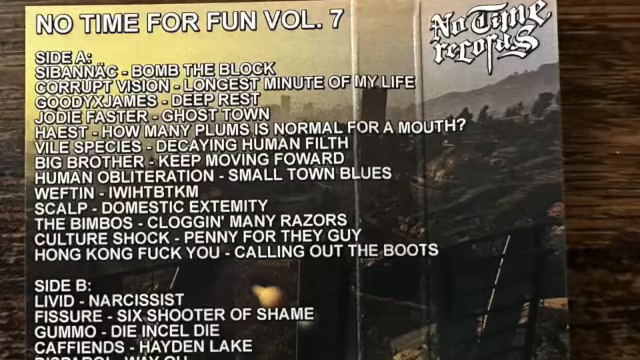 NO TIME FOR FUN VOL. 7
No Time
records
SIDE A:
SIBANNÄC - BOMB THE BLOCK
CORRUPT VISION - LONGEST MINUTE OF MY LIFE
GOODYXJAMES - DEEP REST
JODIE FASTER - GHOST TOWN
HAEST - HOW MANY PLUMS IS NORMAL FOR A MOUTH?
VILE SPECIES - DECAYING HUMAN FILTH
BIG BROTHER - KEEP MOVING FOWARD
HUMAN OBLITERATION - SMALL TOWN BLUES
WEFTIN - IWIHTBTKM
SCALP - DOMESTIC EXTEMITY
THE BIMBOS - CLOGGIN' MANY RAZORS
CULTURE SHOCK - PENNY FOR THEY GUY
HONG KONG FUCK YOU - CALLING OUT THE BOOTS
SIDE B:
LIVID - NARCISSIST
FISSURE - SIX SHOOTER OF SHAME
GUMMO - DIE INCEL DIE
CAFFIENDS - HAYDEN LAKE